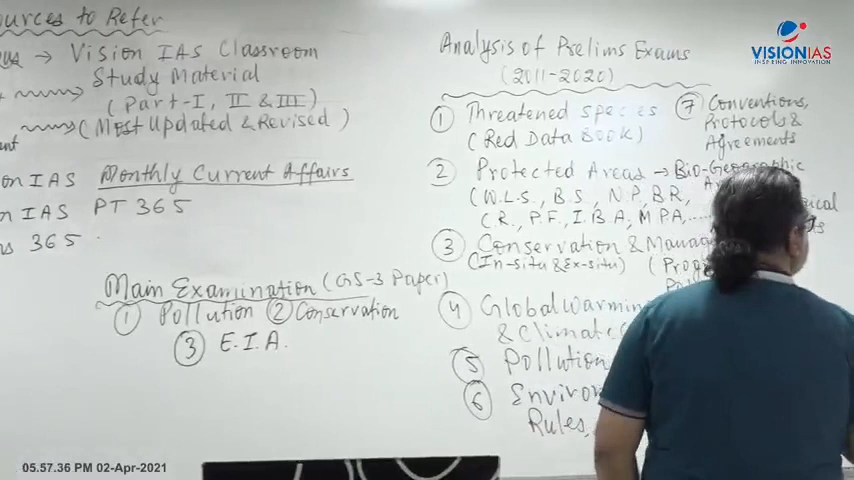 ources to Refer
→ Vision IAS Classroom
Study Material
(Part-I, II & III)
(Most Updated & Revised)
on IAS Monthly Current Affairs
n IAS PT 365
365
Main Examination (GS-3 Paper)
① Pollution ② Conservation
③ E.I.A.
Analysis of Prelims Exams
(2011-2020)
① Threatened species
(Red Data Book)
② Protected Areas → Bio-Geographic
(W.L.S., B.S, N.P, B.R,
C.R., P.F., I.B.A, M.P.A,.....
③ Conservation & Manag
(In-situ & Ex-situ) (Prog
④ Global warmin
& Climate C
⑤ Pollution
⑥ Enviro
Rules,
⑦ Conventions,
Protocols &
Agreements
VISIONIAS
INSPIRING INNOVATION
05.57.36 PM 02-Apr-2021